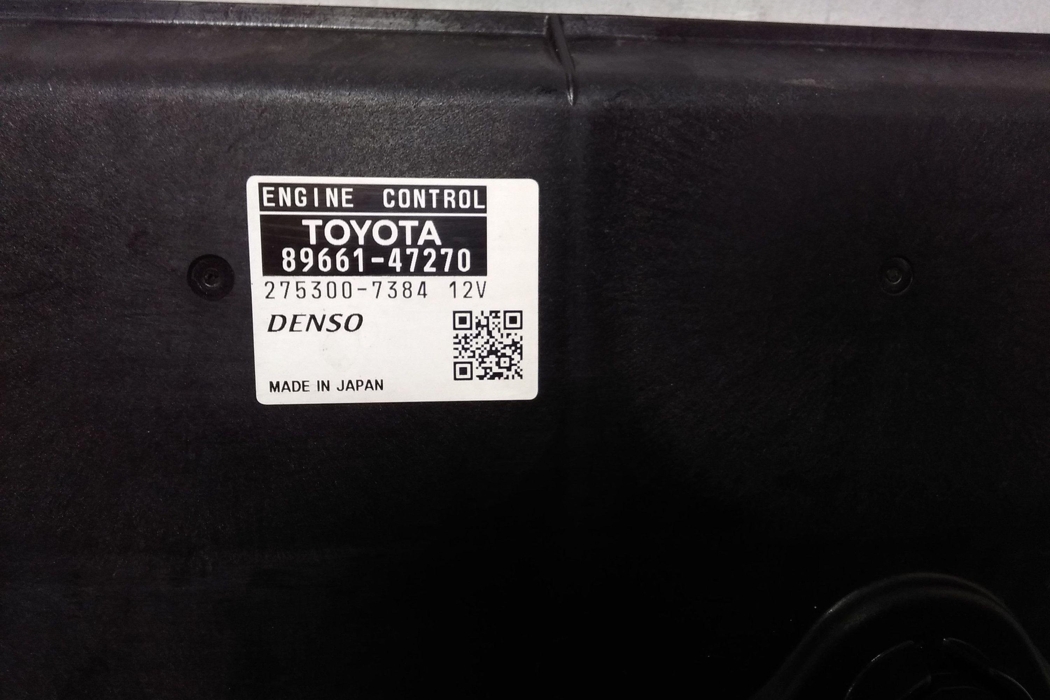 ENGINE CONTROL
TOYOTA
89661-47270
275300-7384 12V
DENSO
MADE IN JAPAN